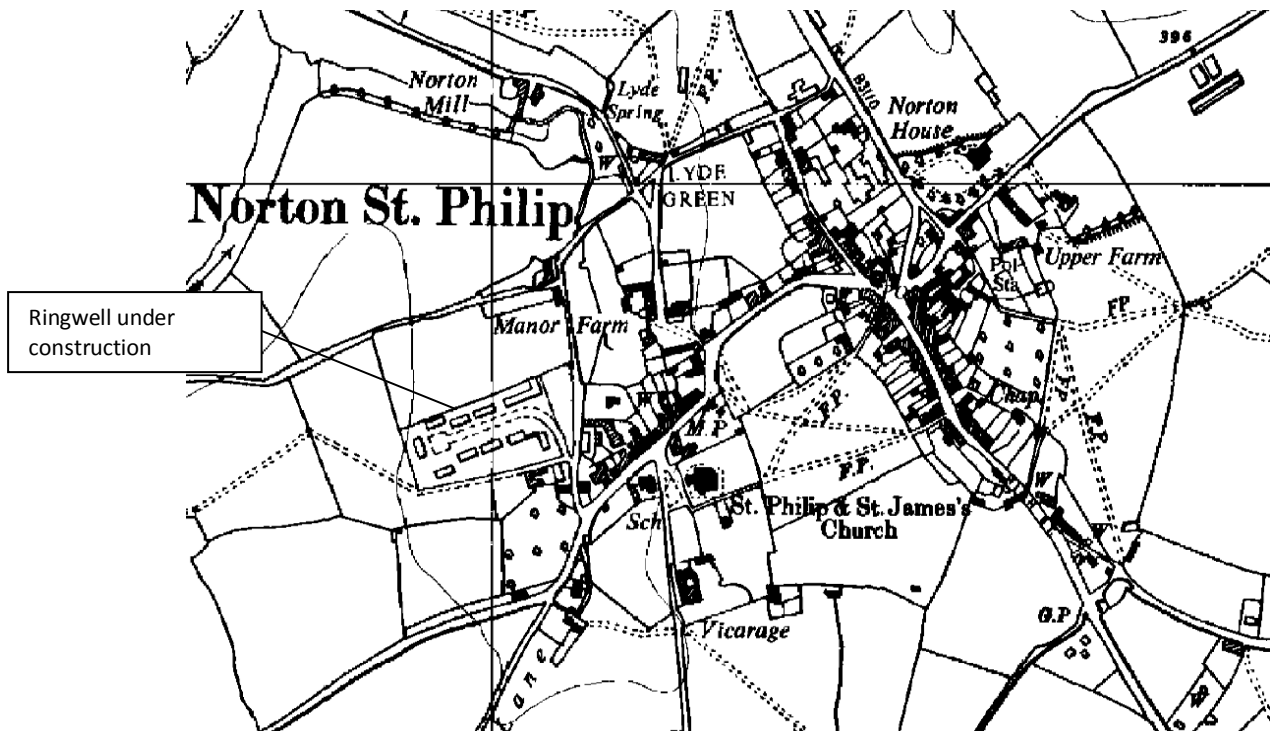 396
Norton
Mill
Lyde
Spring
B3110
Norton
House
W
LYDE
GREEN
Norton St. Philip
Pol.
Sta.
Upper Farm
Ringwell under
construction
Manor Farm
F.P.
W
M.P
Chap.
F.P.
F.P.
F.P.
F.P.
W
Sch
St. Philip & St. James's
Church
W
Vicarage
G.P
Lane